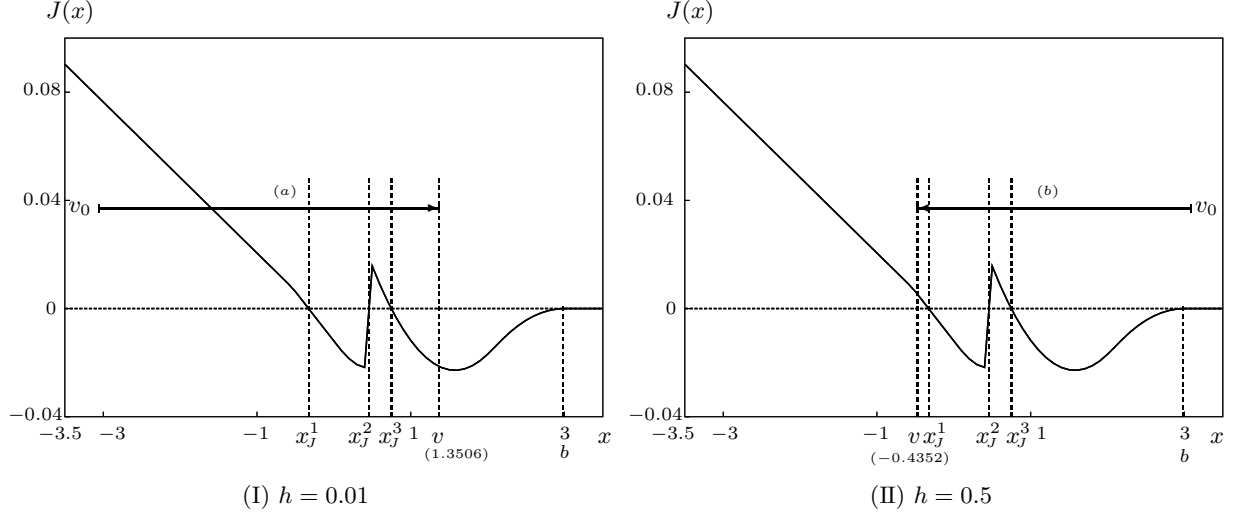 J(x) J(x)
0.08 0.08
(a) (b)
0.04 0.04
v₀ v₀
0 0
−0.04 −0.04
−3.5 −3 −1 x_J^1 x_J^2 x_J^3 1 v 3 x −3.5 −3 −1 v x_J^1 x_J^2 x_J^3 1 3 x
(1.3506) b (−0.4352) b
(I) h = 0.01 (II) h = 0.5